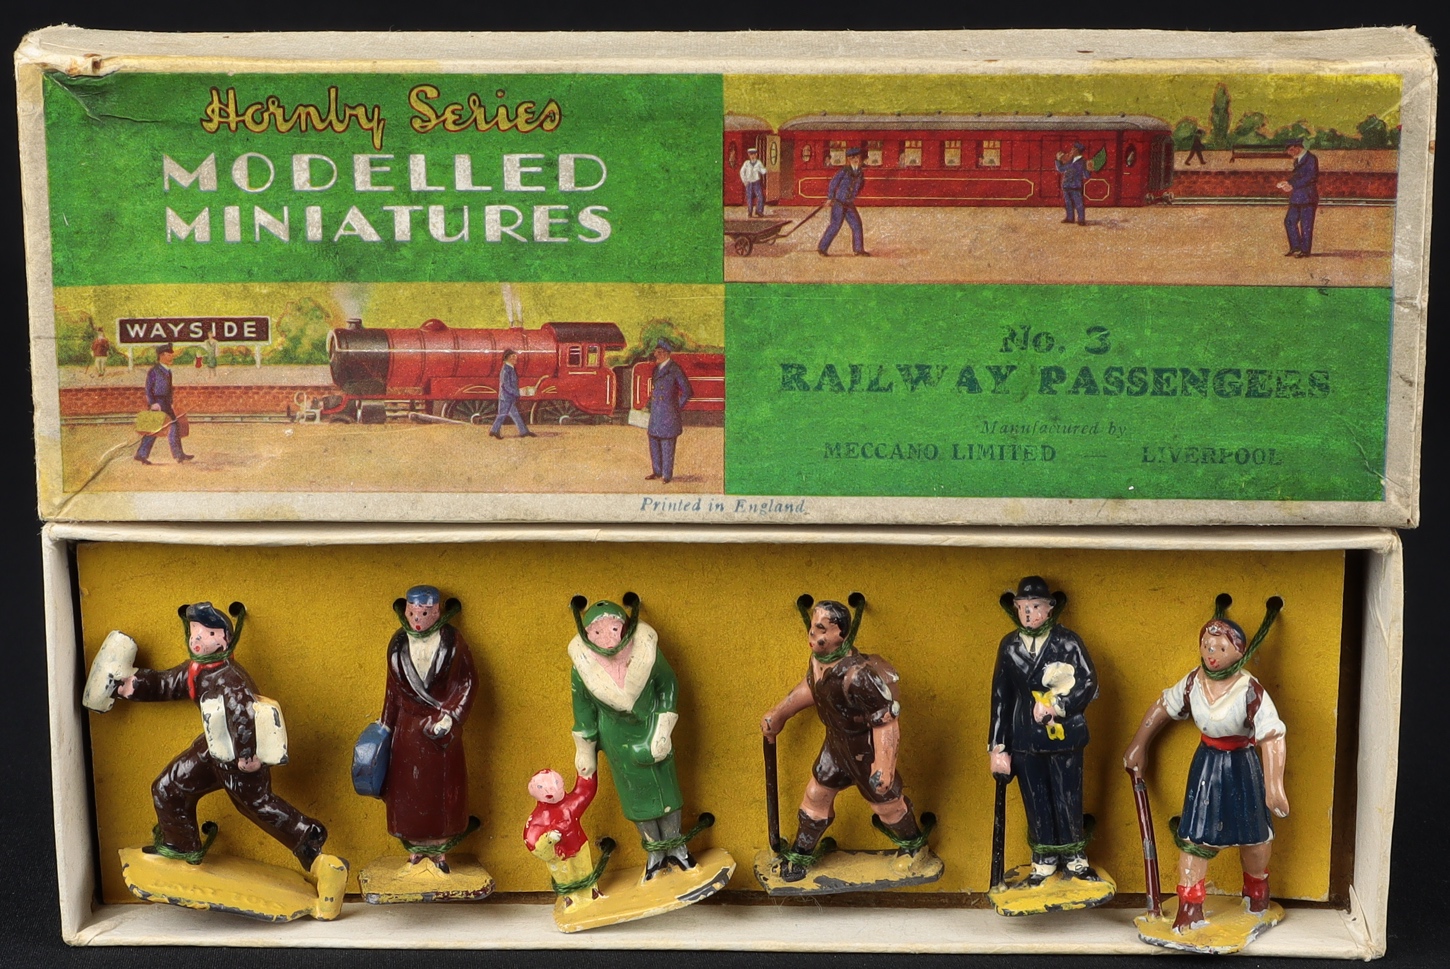 Hornby Series
MODELLED
MINIATURES
WAYSIDE
No. 3
RAILWAY PASSENGERS
Manufactured by
MECCANO LIMITED — LIVERPOOL
Printed in England.